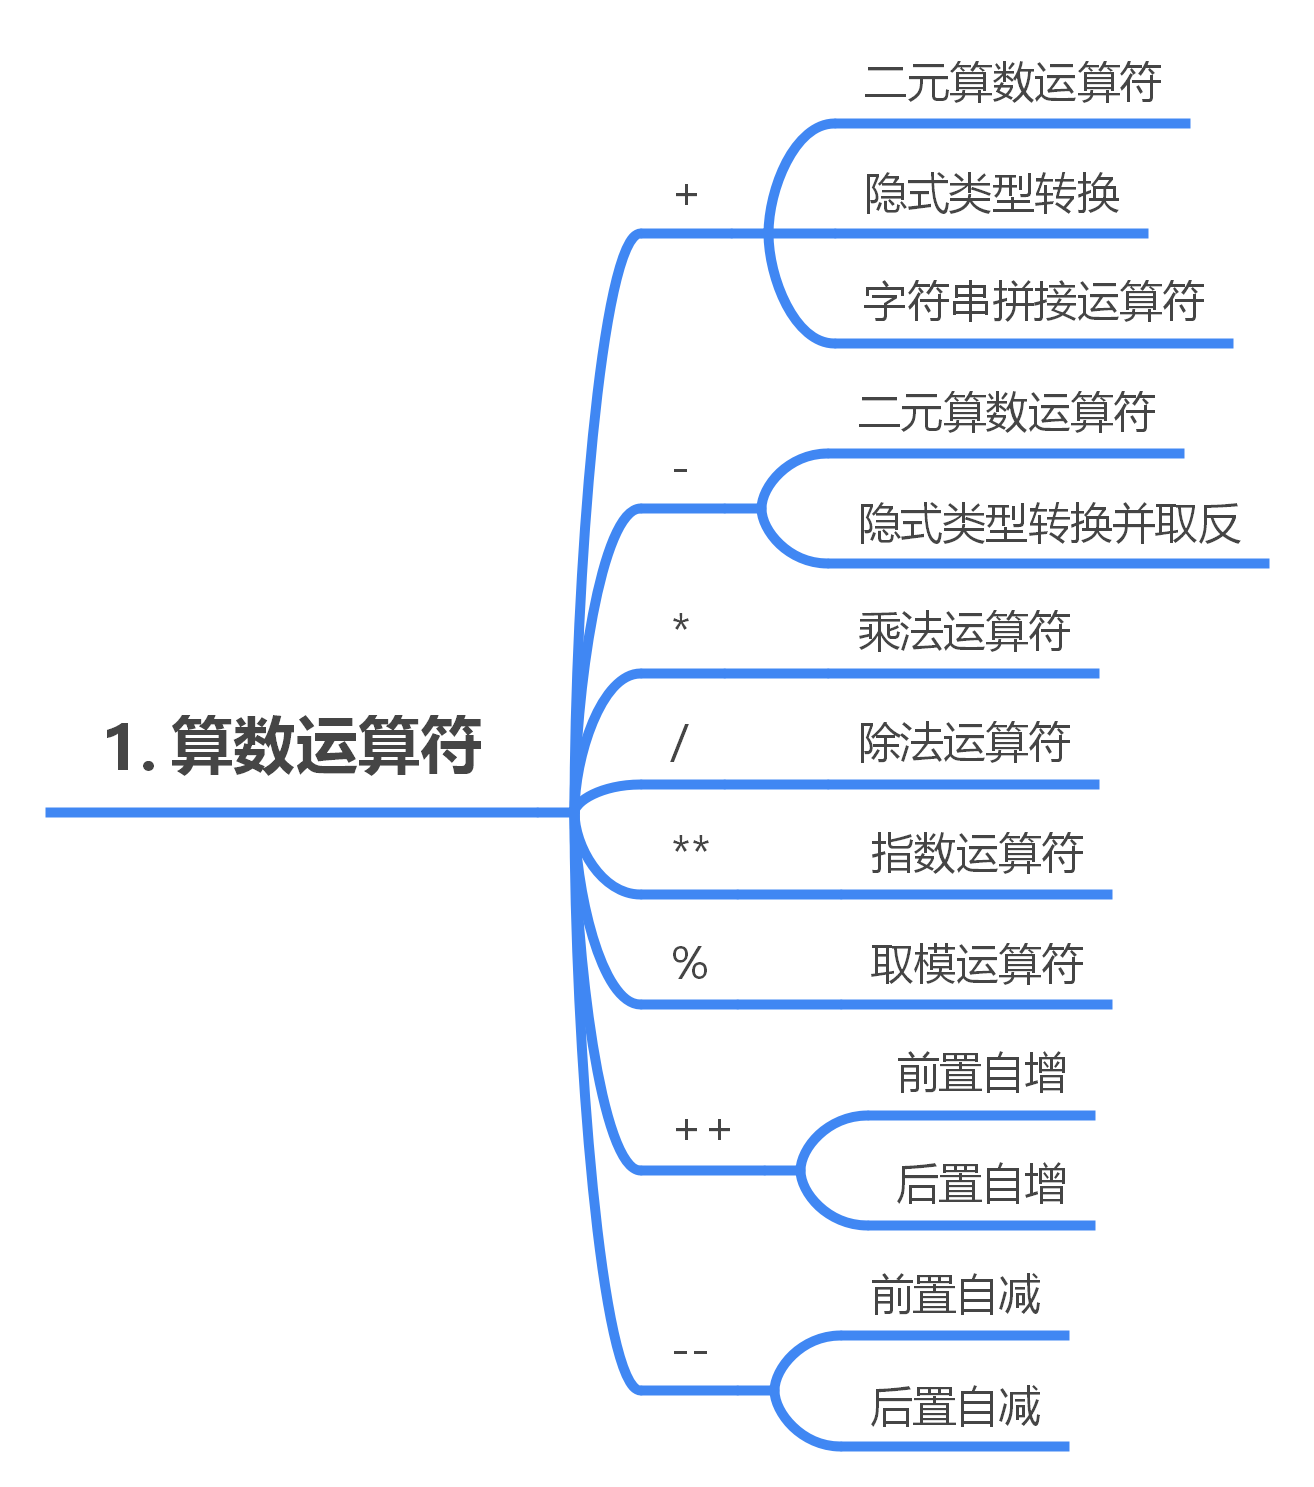 1. 算数运算符
+
二元算数运算符
隐式类型转换
字符串拼接运算符
-
二元算数运算符
隐式类型转换并取反
*
乘法运算符
/
除法运算符
**
指数运算符
%
取模运算符
++
前置自增
后置自增
--
前置自减
后置自减